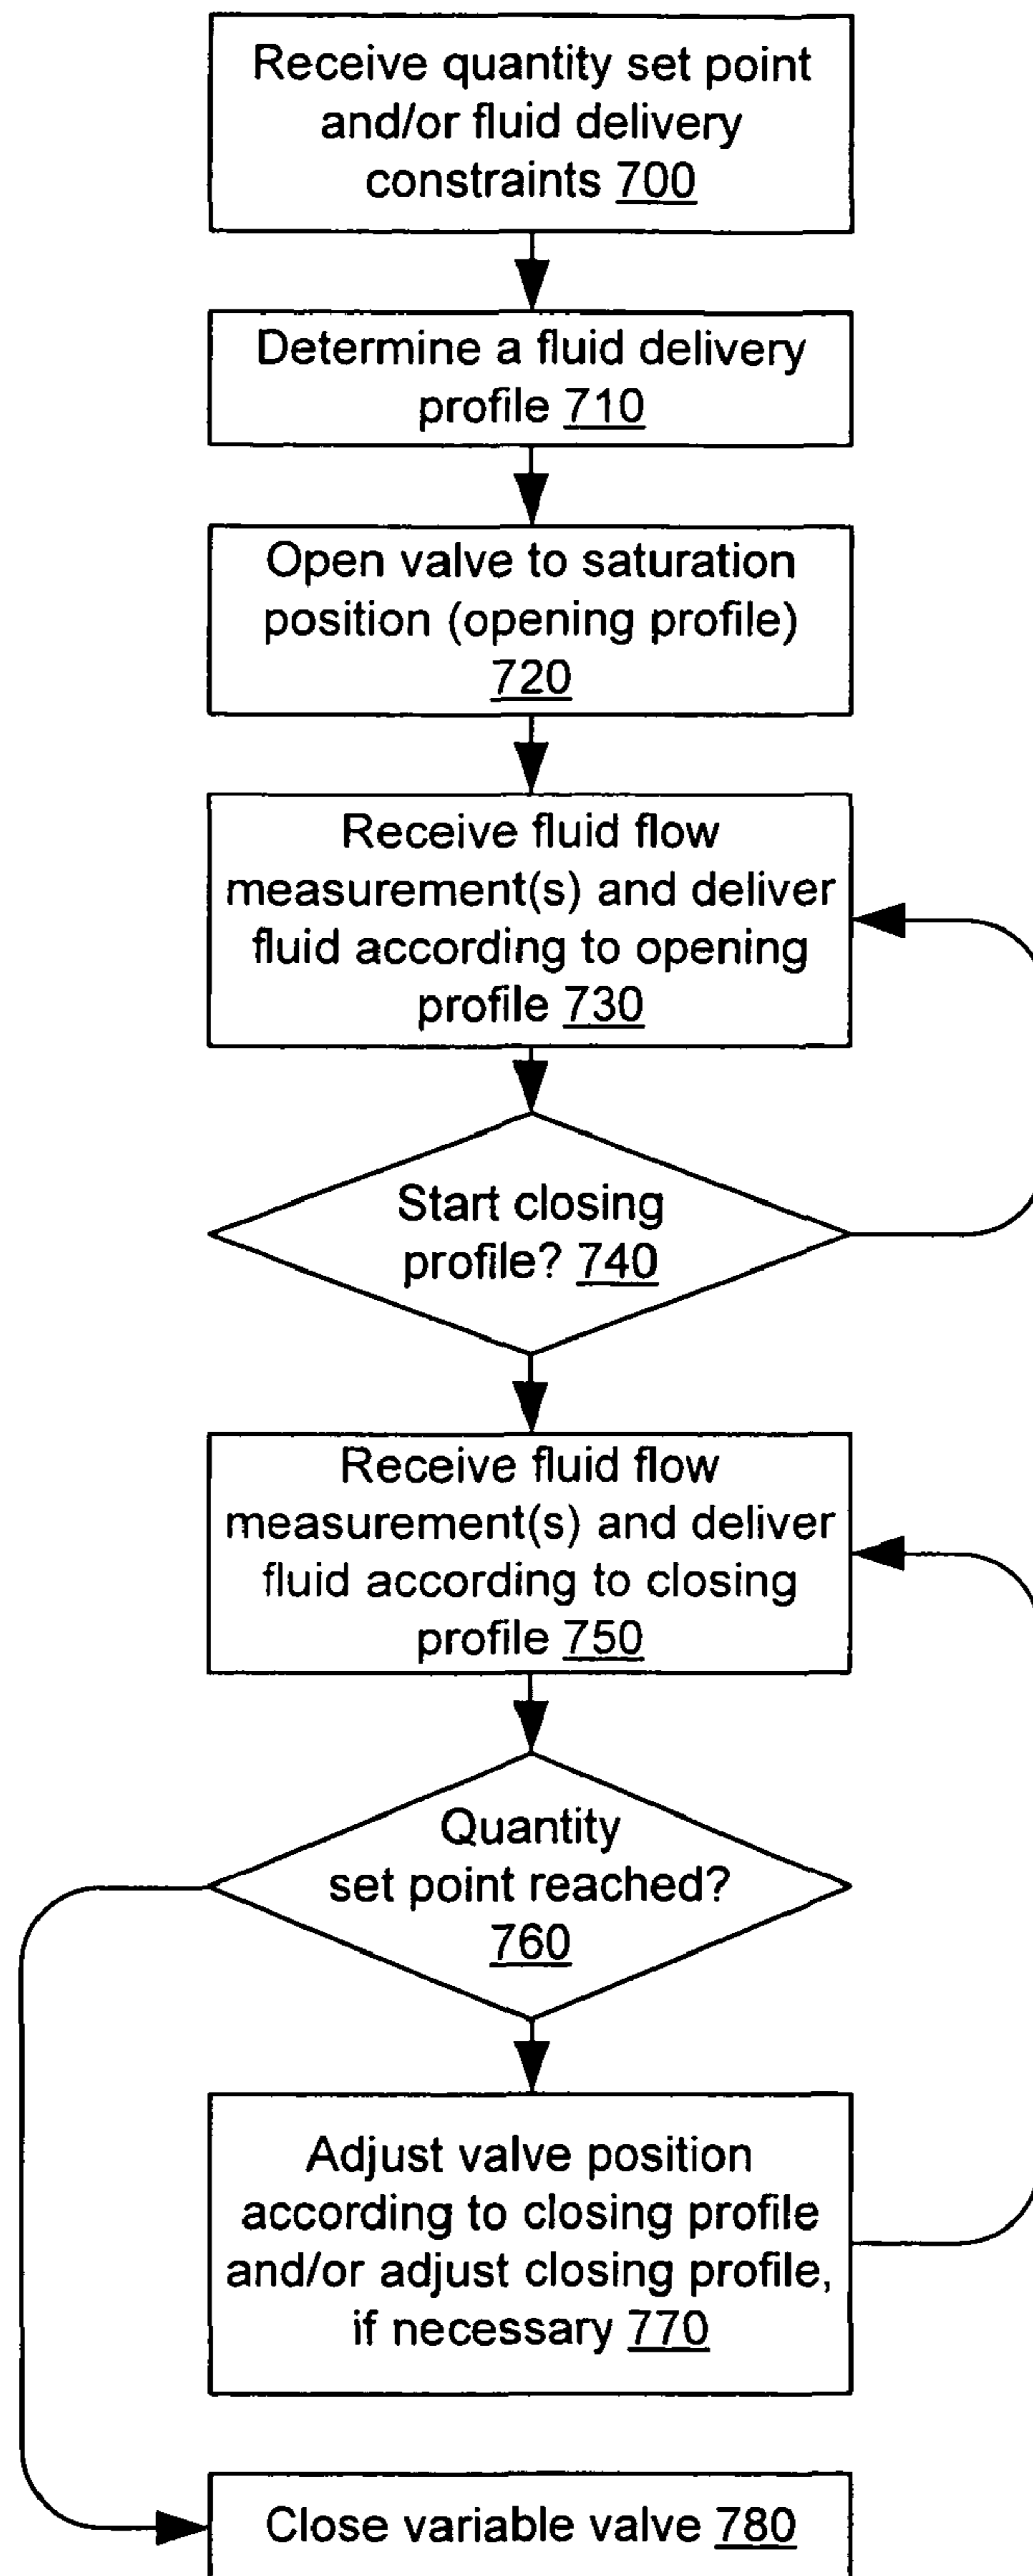 Receive quantity set point
and/or fluid delivery
constraints 700
Determine a fluid delivery
profile 710
Open valve to saturation
position (opening profile)
720
Receive fluid flow
measurement(s) and deliver
fluid according to opening
profile 730
Start closing
profile? 740
Receive fluid flow
measurement(s) and deliver
fluid according to closing
profile 750
Quantity
set point reached?
760
Adjust valve position
according to closing profile
and/or adjust closing profile,
if necessary 770
Close variable valve 780